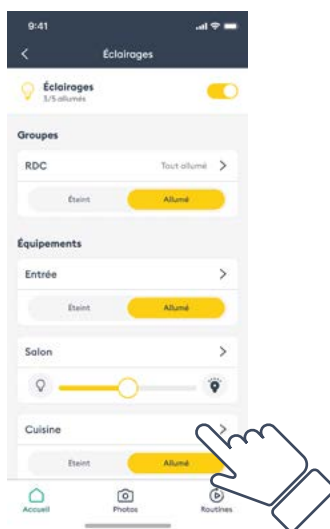 9:41
Éclairages
Éclairages
3/5 allumés
Groupes
RDC Tout allumé
Éteint Allumé
Équipements
Entrée
Éteint Allumé
Salon
Cuisine
Éteint Allumé
Accueil Photos Routines